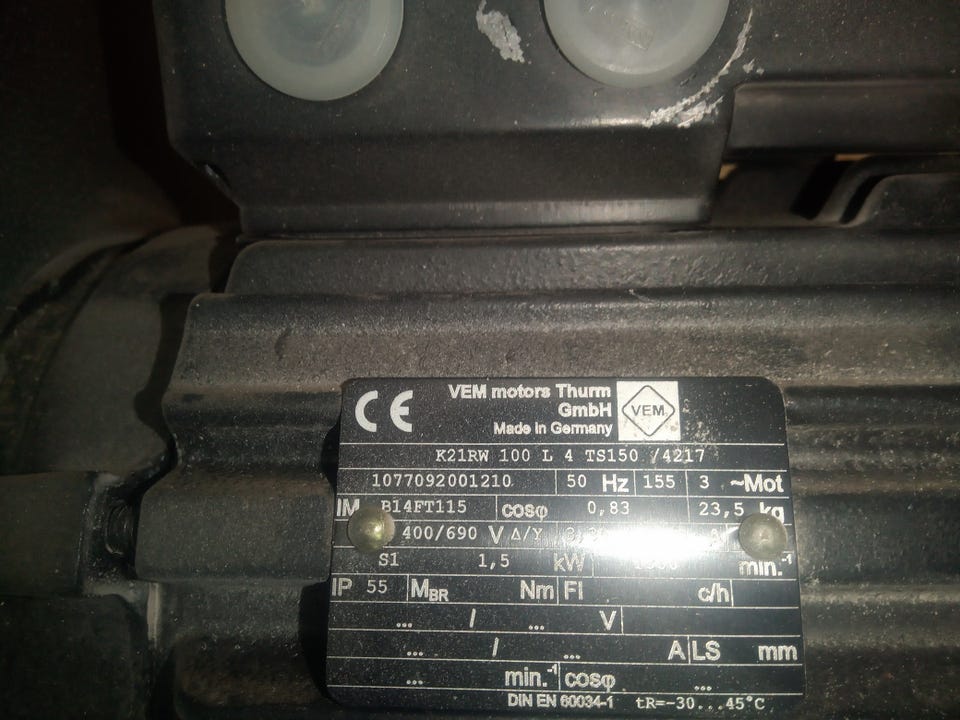 CE VEM motors Thurm
GmbH VEM
Made in Germany
K21RW 100 L 4 TS150 /4217
1077092001210 50 Hz 155 3 ~Mot
IM B14FT115 cosφ 0,83 23,5 kg
400/690 V Δ/Y
S1 1,5 kW min.-1
IP 55 MBR Nm FI c/h
... / ... V
... / ... A LS mm
... min.-1 cosφ ...
DIN EN 60034-1 tR=-30...45°C